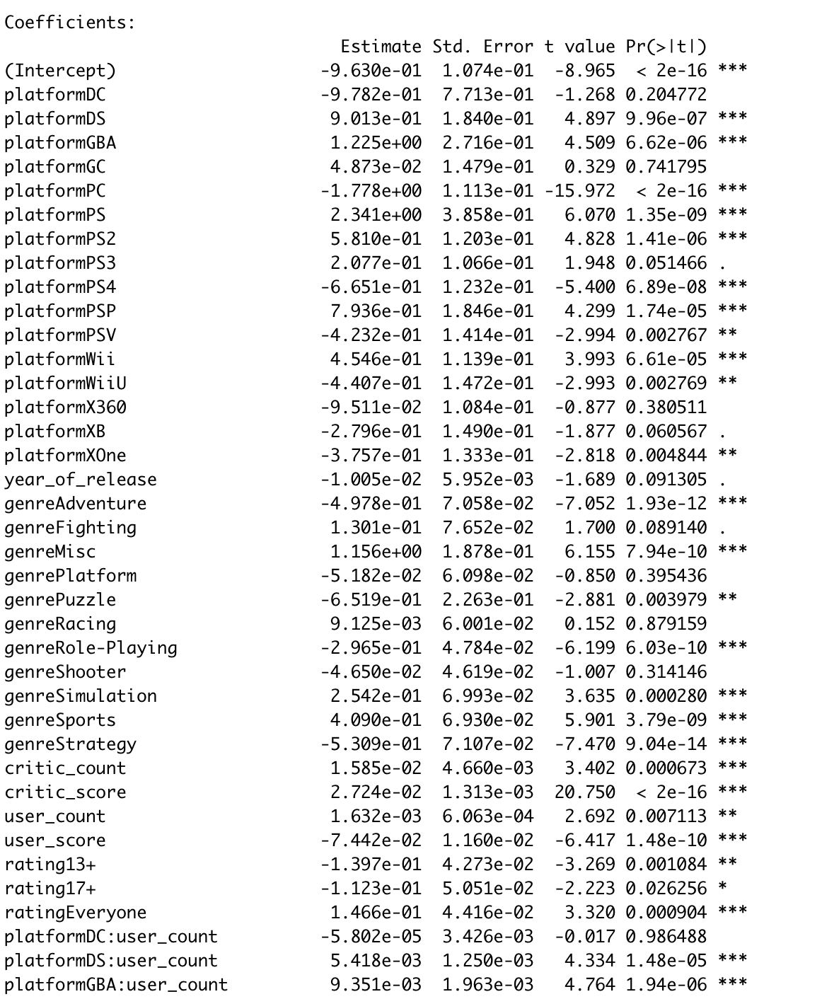 Coefficients:
Estimate Std. Error t value Pr(>|t|)
(Intercept) -9.630e-01 1.074e-01 -8.965 < 2e-16 ***
platformDC -9.782e-01 7.713e-01 -1.268 0.204772
platformDS 9.013e-01 1.840e-01 4.897 9.96e-07 ***
platformGBA 1.225e+00 2.716e-01 4.509 6.62e-06 ***
platformGC 4.873e-02 1.479e-01 0.329 0.741795
platformPC -1.778e+00 1.113e-01 -15.972 < 2e-16 ***
platformPS 2.341e+00 3.858e-01 6.070 1.35e-09 ***
platformPS2 5.810e-01 1.203e-01 4.828 1.41e-06 ***
platformPS3 2.077e-01 1.066e-01 1.948 0.051466 .
platformPS4 -6.651e-01 1.232e-01 -5.400 6.89e-08 ***
platformPSP 7.936e-01 1.846e-01 4.299 1.74e-05 ***
platformPSV -4.232e-01 1.414e-01 -2.994 0.002767 **
platformWii 4.546e-01 1.139e-01 3.993 6.61e-05 ***
platformWiiU -4.407e-01 1.472e-01 -2.993 0.002769 **
platformX360 -9.511e-02 1.084e-01 -0.877 0.380511
platformXB -2.796e-01 1.490e-01 -1.877 0.060567 .
platformXOne -3.757e-01 1.333e-01 -2.818 0.004844 **
year_of_release -1.005e-02 5.952e-03 -1.689 0.091305 .
genreAdventure -4.978e-01 7.058e-02 -7.052 1.93e-12 ***
genreFighting 1.301e-01 7.652e-02 1.700 0.089140 .
genreMisc 1.156e+00 1.878e-01 6.155 7.94e-10 ***
genrePlatform -5.182e-02 6.098e-02 -0.850 0.395436
genrePuzzle -6.519e-01 2.263e-01 -2.881 0.003979 **
genreRacing 9.125e-03 6.001e-02 0.152 0.879159
genreRole-Playing -2.965e-01 4.784e-02 -6.199 6.03e-10 ***
genreShooter -4.650e-02 4.619e-02 -1.007 0.314146
genreSimulation 2.542e-01 6.993e-02 3.635 0.000280 ***
genreSports 4.090e-01 6.930e-02 5.901 3.79e-09 ***
genreStrategy -5.309e-01 7.107e-02 -7.470 9.04e-14 ***
critic_count 1.585e-02 4.660e-03 3.402 0.000673 ***
critic_score 2.724e-02 1.313e-03 20.750 < 2e-16 ***
user_count 1.632e-03 6.063e-04 2.692 0.007113 **
user_score -7.442e-02 1.160e-02 -6.417 1.48e-10 ***
rating13+ -1.397e-01 4.273e-02 -3.269 0.001084 **
rating17+ -1.123e-01 5.051e-02 -2.223 0.026256 *
ratingEveryone 1.466e-01 4.416e-02 3.320 0.000904 ***
platformDC:user_count -5.802e-05 3.426e-03 -0.017 0.986488
platformDS:user_count 5.418e-03 1.250e-03 4.334 1.48e-05 ***
platformGBA:user_count 9.351e-03 1.963e-03 4.764 1.94e-06 ***